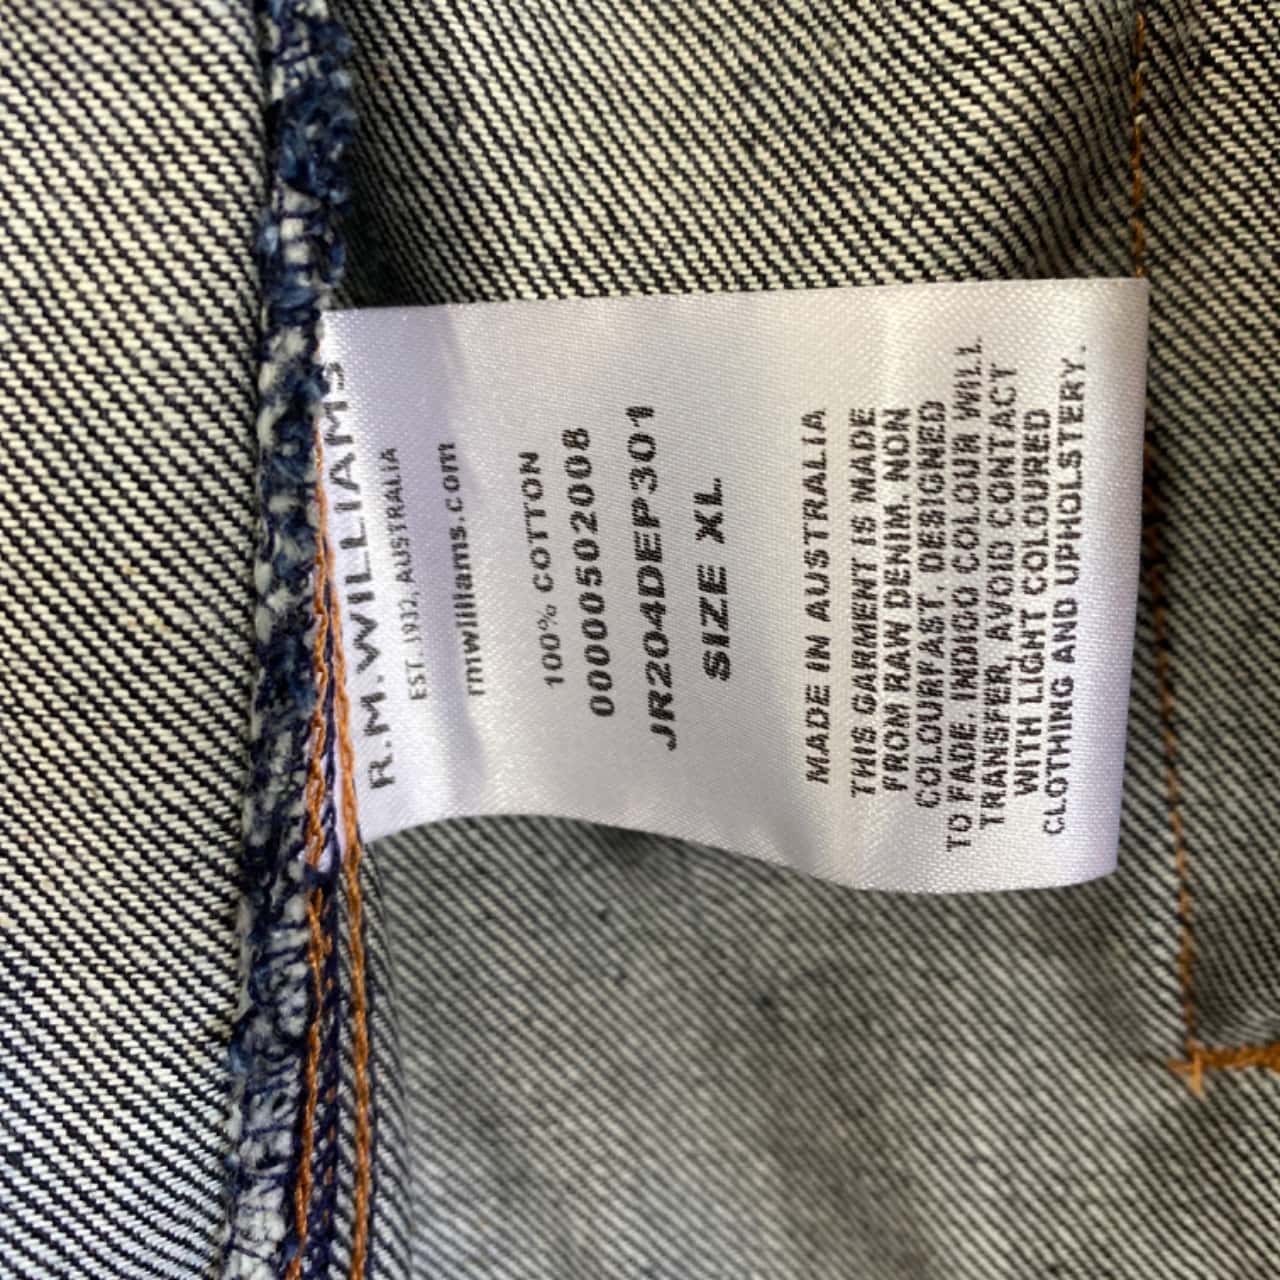 R.M.WILLIAMS
EST. 1932, AUSTRALIA
rmwilliams.com
100% COTTON
000000502008
JR204DEP301
SIZE XL
MADE IN AUSTRALIA
THIS GARMENT IS MADE
FROM RAW DENIM. NON
COLOURFAST. DESIGNED
TO FADE. INDIGO COLOUR WILL
TRANSFER, AVOID CONTACT
WITH LIGHT COLOURED
CLOTHING AND UPHOLSTERY.